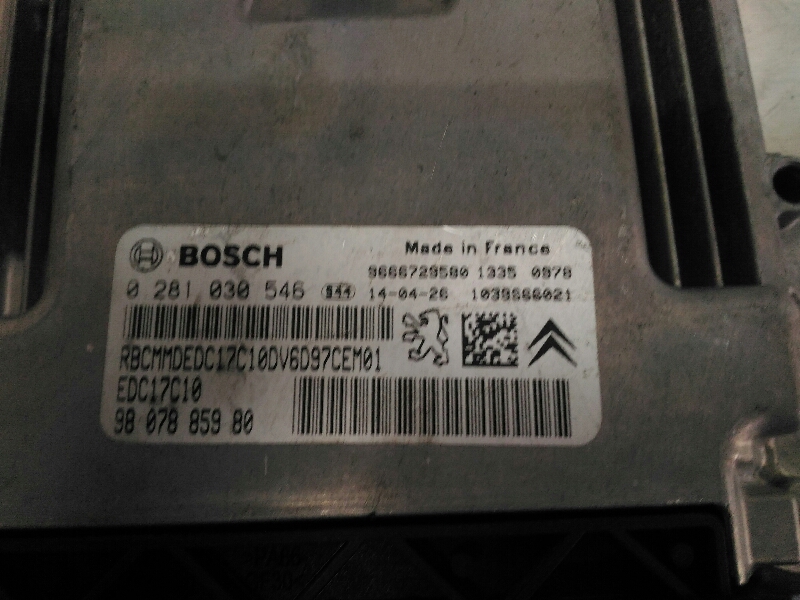 BOSCH
Made in France
9666729580 1335 0978
0 281 030 546
14-04-26 1039S66021
RBCMMDEDC17C10DV6D97CEM01
EDC17C10
98 078 859 80